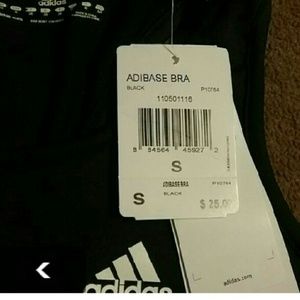 adidas
ADIBASE BRA
BLACK P10764
110501116
8 84564 45927 2
S
ADIBASE BRA P10764
S BLACK
$ 25.00
adidas.com
adidas